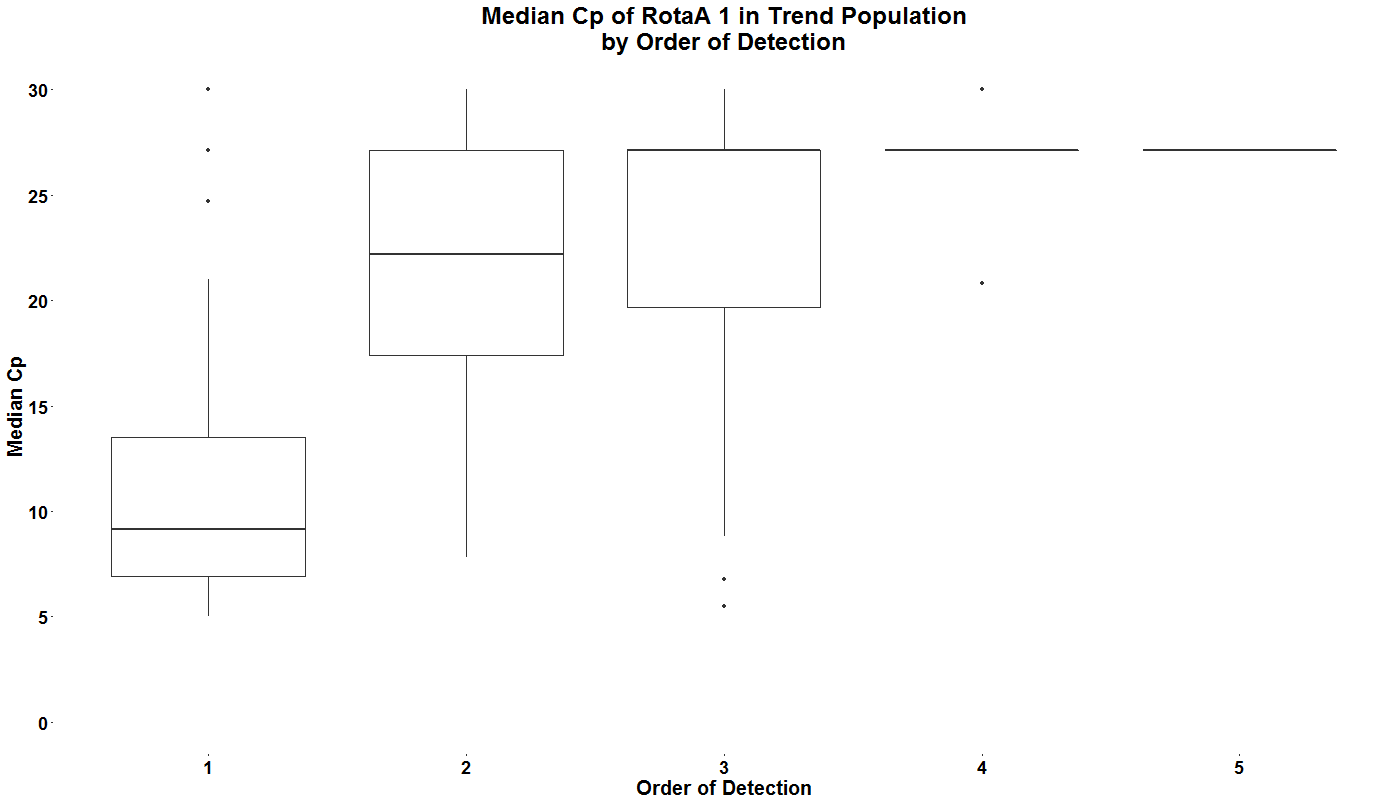 Median Cp of RotaA 1 in Trend Population
by Order of Detection
30
25
20
15
10
5
0
Median Cp
1 2 3 4 5
Order of Detection